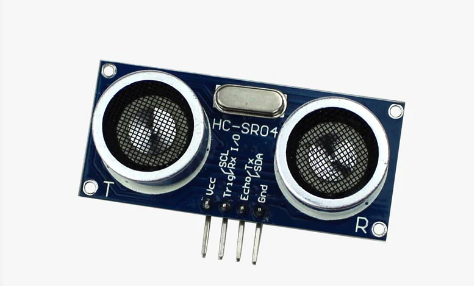 HC-SR04
T
R
Vcc
Trig/Rx/SCL I/O
Echo/Tx/SDA
Gnd